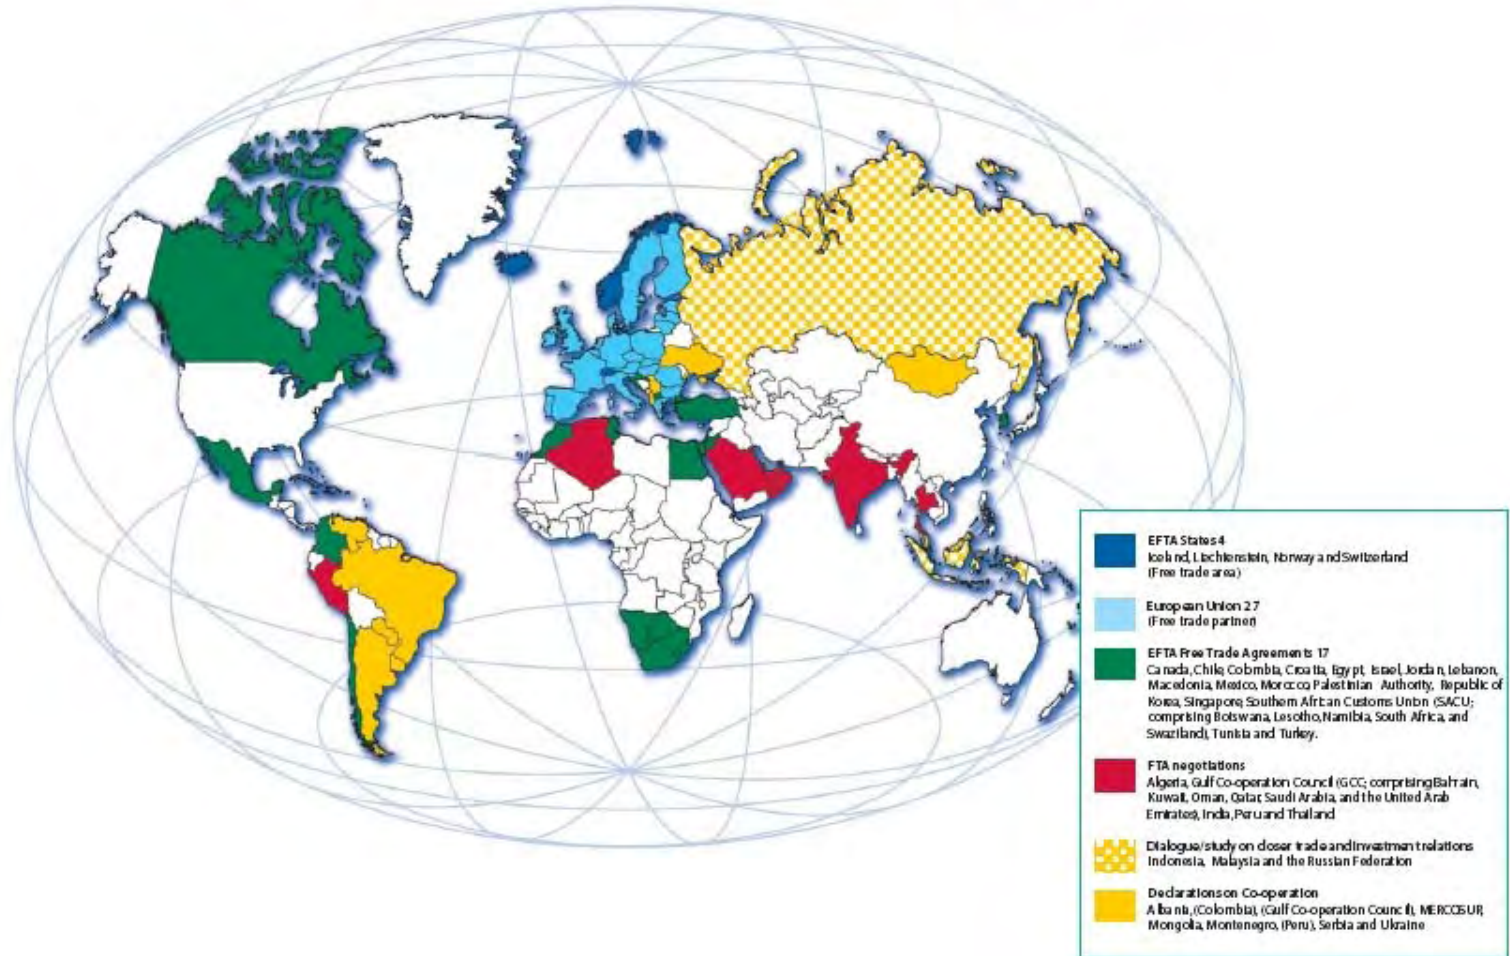 EFTA States 4
Iceland, Liechtenstein, Norway and Switzerland
(Free trade area)
European Union 27
(Free trade partner)
EFTA Free Trade Agreements 17
Canada, Chile, Colombia, Croatia, Egypt, Israel, Jordan, Lebanon,
Macedonia, Mexico, Morocco, Palestinian Authority, Republic of
Korea, Singapore, Southern African Customs Union (SACU;
comprising Botswana, Lesotho, Namibia, South Africa, and
Swaziland), Tunisia and Turkey.
FTA negotiations
Algeria, Gulf Co-operation Council (GCC; comprising Bahrain,
Kuwait, Oman, Qatar, Saudi Arabia, and the United Arab
Emirates), India, Peru and Thailand
Dialogue/study on closer trade and investment relations
Indonesia, Malaysia and the Russian Federation
Declarations on Co-operation
Albania, (Colombia), (Gulf Co-operation Council), MERCOSUR,
Mongolia, Montenegro, (Peru), Serbia and Ukraine